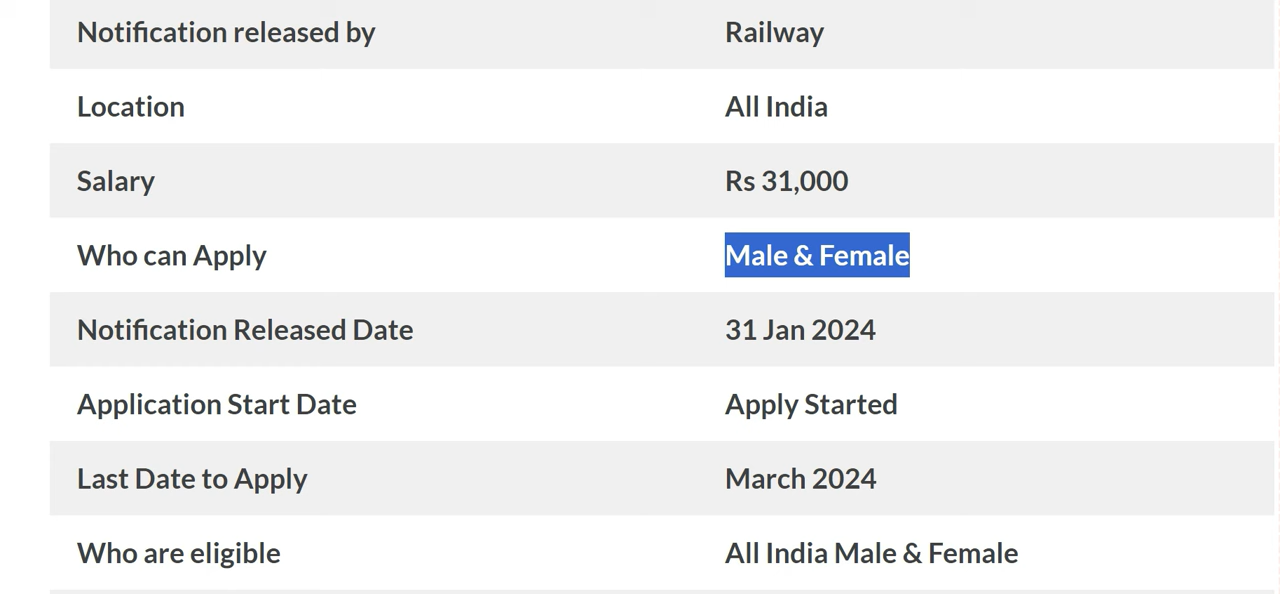 Notification released by Railway
Location All India
Salary Rs 31,000
Who can Apply Male & Female
Notification Released Date 31 Jan 2024
Application Start Date Apply Started
Last Date to Apply March 2024
Who are eligible All India Male & Female